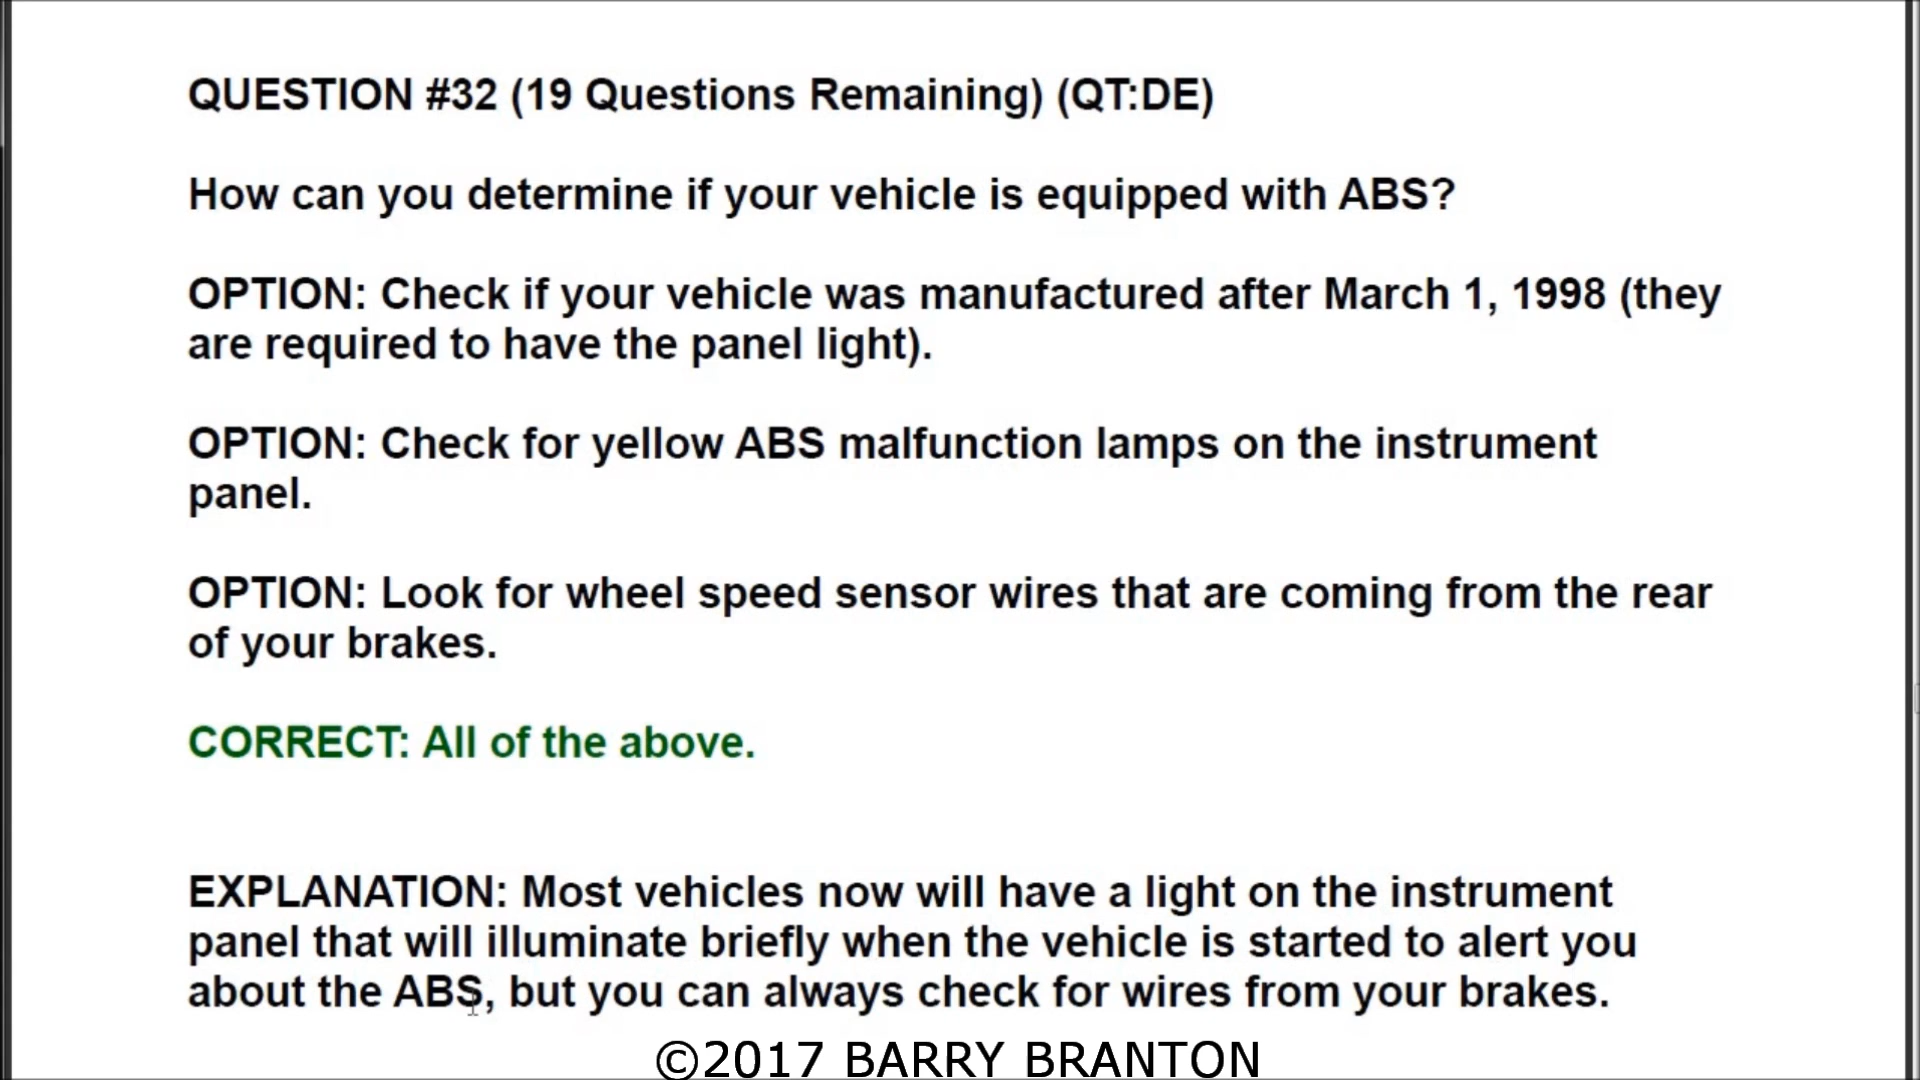 QUESTION #32 (19 Questions Remaining) (QT:DE)
How can you determine if your vehicle is equipped with ABS?
OPTION: Check if your vehicle was manufactured after March 1, 1998 (they
are required to have the panel light).
OPTION: Check for yellow ABS malfunction lamps on the instrument
panel.
OPTION: Look for wheel speed sensor wires that are coming from the rear
of your brakes.
CORRECT: All of the above.
EXPLANATION: Most vehicles now will have a light on the instrument
panel that will illuminate briefly when the vehicle is started to alert you
about the ABS, but you can always check for wires from your brakes.
©2017 BARRY BRANTON